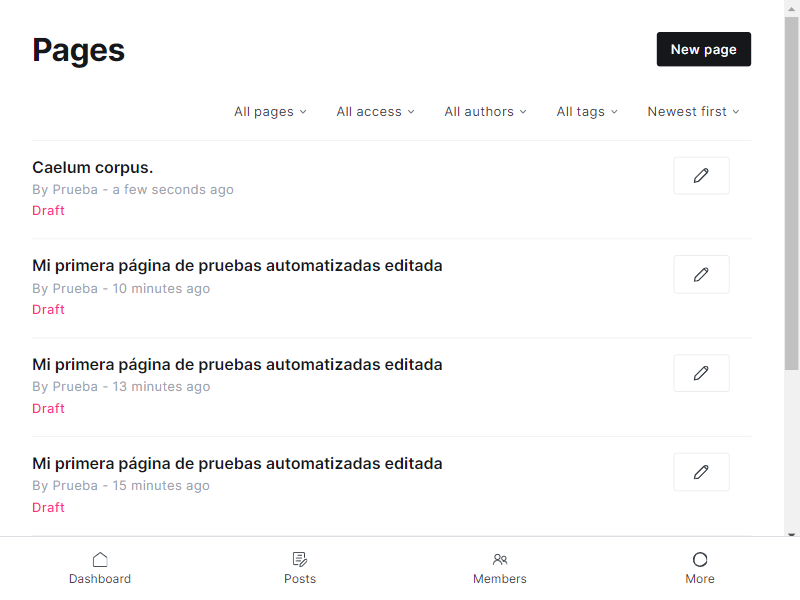 Pages
New page
All pages
All access
All authors
All tags
Newest first
Caelum corpus.
By Prueba - a few seconds ago
Draft
Mi primera página de pruebas automatizadas editada
By Prueba - 10 minutes ago
Draft
Mi primera página de pruebas automatizadas editada
By Prueba - 13 minutes ago
Draft
Mi primera página de pruebas automatizadas editada
By Prueba - 15 minutes ago
Draft
Dashboard
Posts
Members
More